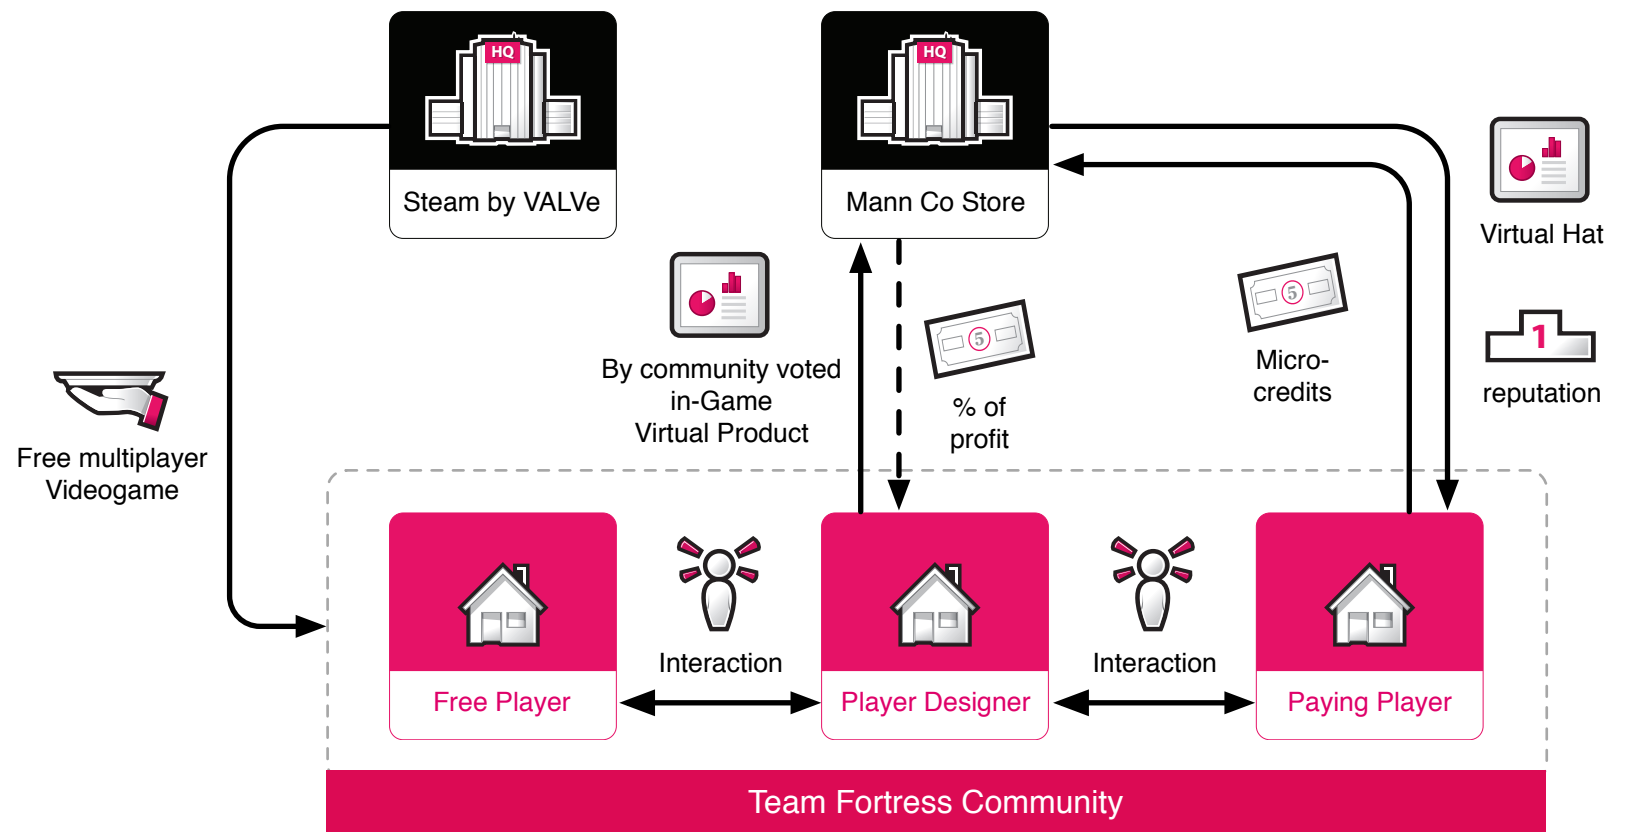 HQ
HQ
Steam by VALVe
Mann Co Store
Virtual Hat
5
5
1
By community voted
in-Game
Virtual Product
Micro-
credits
reputation
% of
profit
Free multiplayer
Videogame
Interaction
Interaction
Free Player
Player Designer
Paying Player
Team Fortress Community